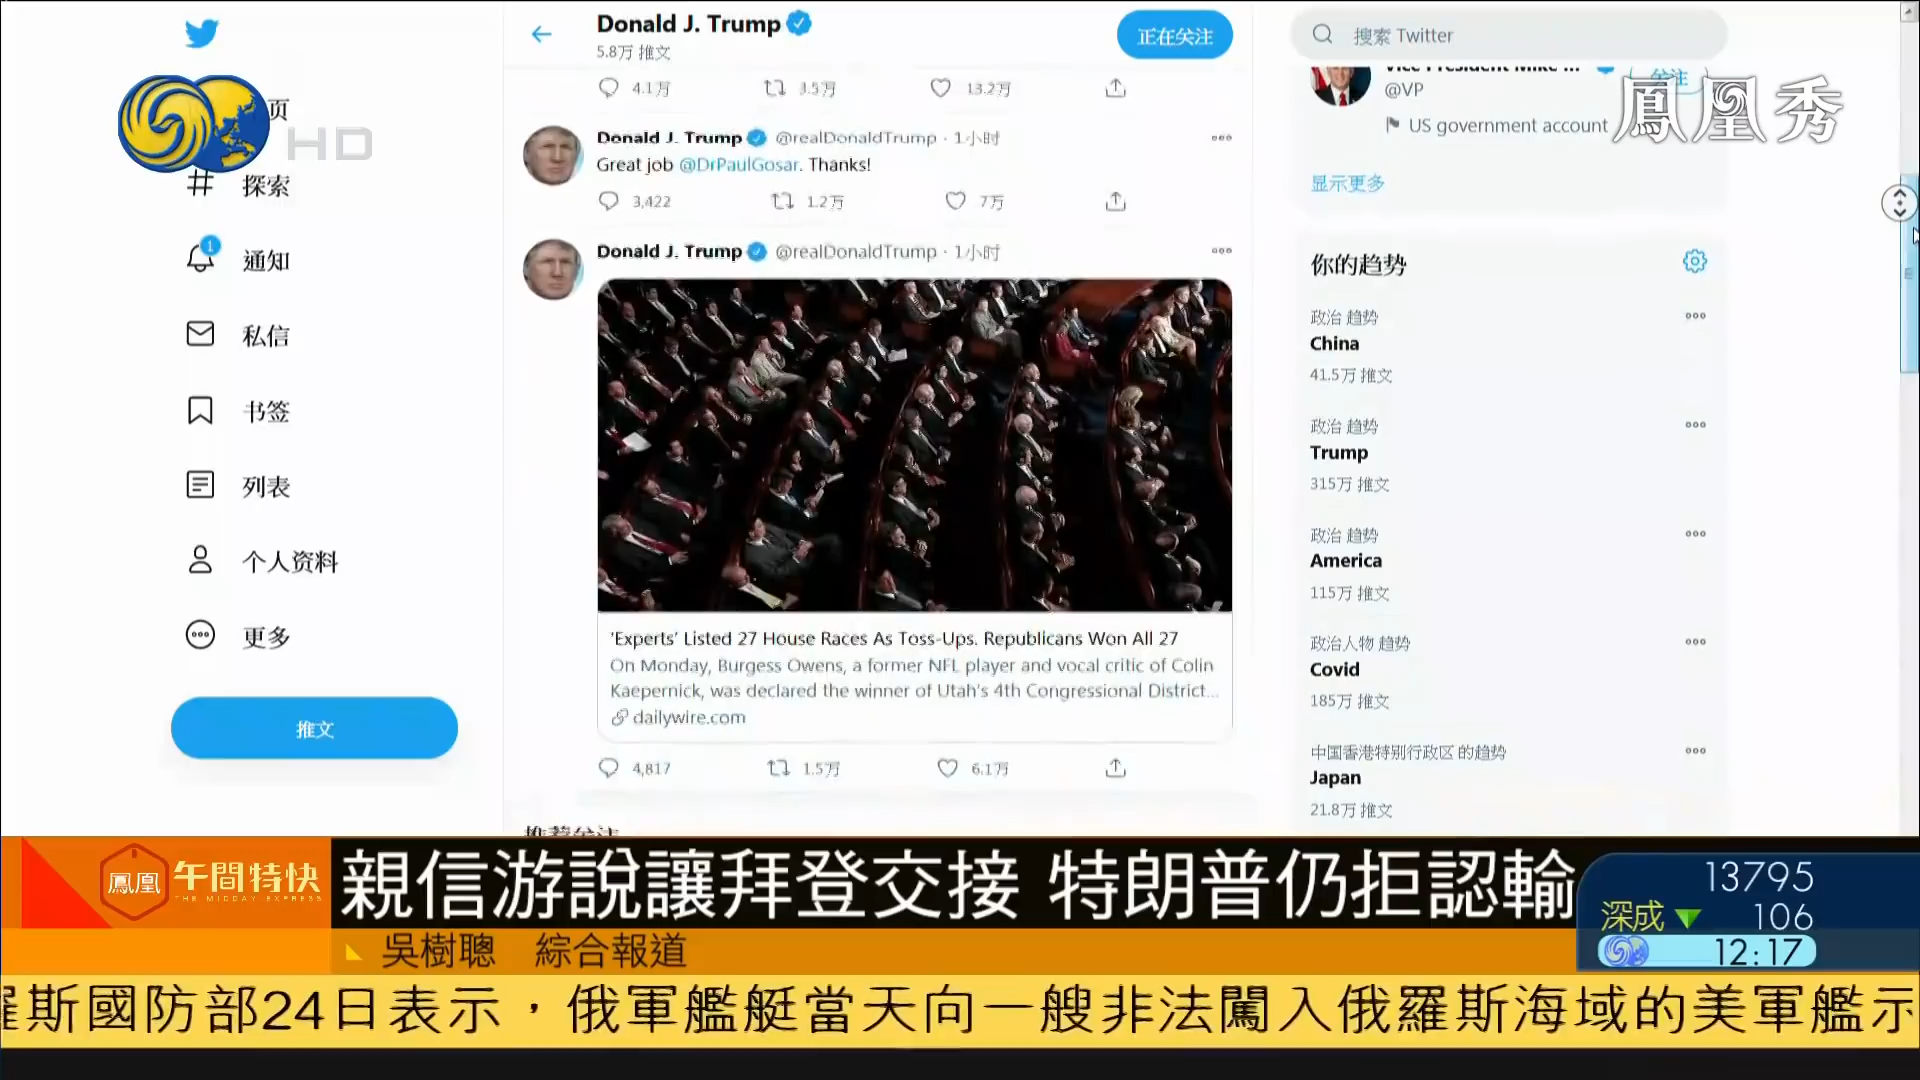 Donald J. Trump
5.8万 推文
正在关注
搜索 Twitter
4.1万 3.5万 13.2万
@VP
US government account
关注
鳳凰秀
HD
页
探索
通知
1
私信
书签
列表
个人资料
更多
推文
Donald J. Trump @realDonaldTrump · 1小时
Great job @DrPaulGosar. Thanks!
3,422 1.2万 7万
Donald J. Trump @realDonaldTrump · 1小时
'Experts' Listed 27 House Races As Toss-Ups. Republicans Won All 27
On Monday, Burgess Owens, a former NFL player and vocal critic of Colin
Kaepernick, was declared the winner of Utah's 4th Congressional District...
dailywire.com
4,817 1.5万 6.1万
显示更多
你的趋势
政治 趋势
China
41.5万 推文
政治 趋势
Trump
315万 推文
政治 趋势
America
115万 推文
政治人物 趋势
Covid
185万 推文
中国香港特别行政区 的趋势
Japan
21.8万 推文
鳳凰
午間特快
THE MIDDAY EXPRESS
親信游說讓拜登交接 特朗普仍拒認輸
吳樹聰 綜合報道
13795
深成 106
12:17
斯國防部24日表示，俄軍艦艇當天向一艘非法闖入俄羅斯海域的美軍艦示